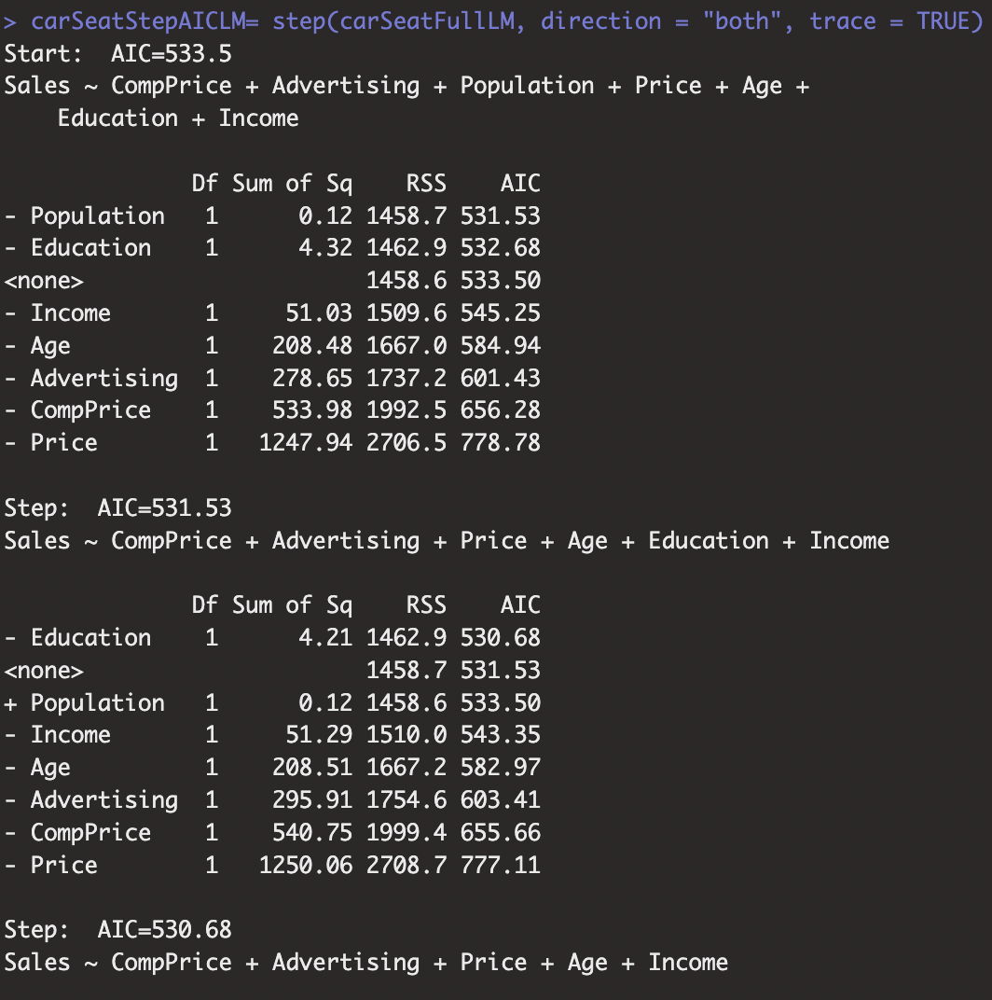 > carSeatStepAICLM= step(carSeatFullLM, direction = "both", trace = TRUE)
Start:  AIC=533.5
Sales ~ CompPrice + Advertising + Population + Price + Age +
    Education + Income

              Df Sum of Sq    RSS    AIC
- Population   1      0.12 1458.7 531.53
- Education    1      4.32 1462.9 532.68
<none>                     1458.6 533.50
- Income       1     51.03 1509.6 545.25
- Age          1    208.48 1667.0 584.94
- Advertising  1    278.65 1737.2 601.43
- CompPrice    1    533.98 1992.5 656.28
- Price        1   1247.94 2706.5 778.78

Step:  AIC=531.53
Sales ~ CompPrice + Advertising + Price + Age + Education + Income

              Df Sum of Sq    RSS    AIC
- Education    1      4.21 1462.9 530.68
<none>                     1458.7 531.53
+ Population   1      0.12 1458.6 533.50
- Income       1     51.29 1510.0 543.35
- Age          1    208.51 1667.2 582.97
- Advertising  1    295.91 1754.6 603.41
- CompPrice    1    540.75 1999.4 655.66
- Price        1   1250.06 2708.7 777.11

Step:  AIC=530.68
Sales ~ CompPrice + Advertising + Price + Age + Income